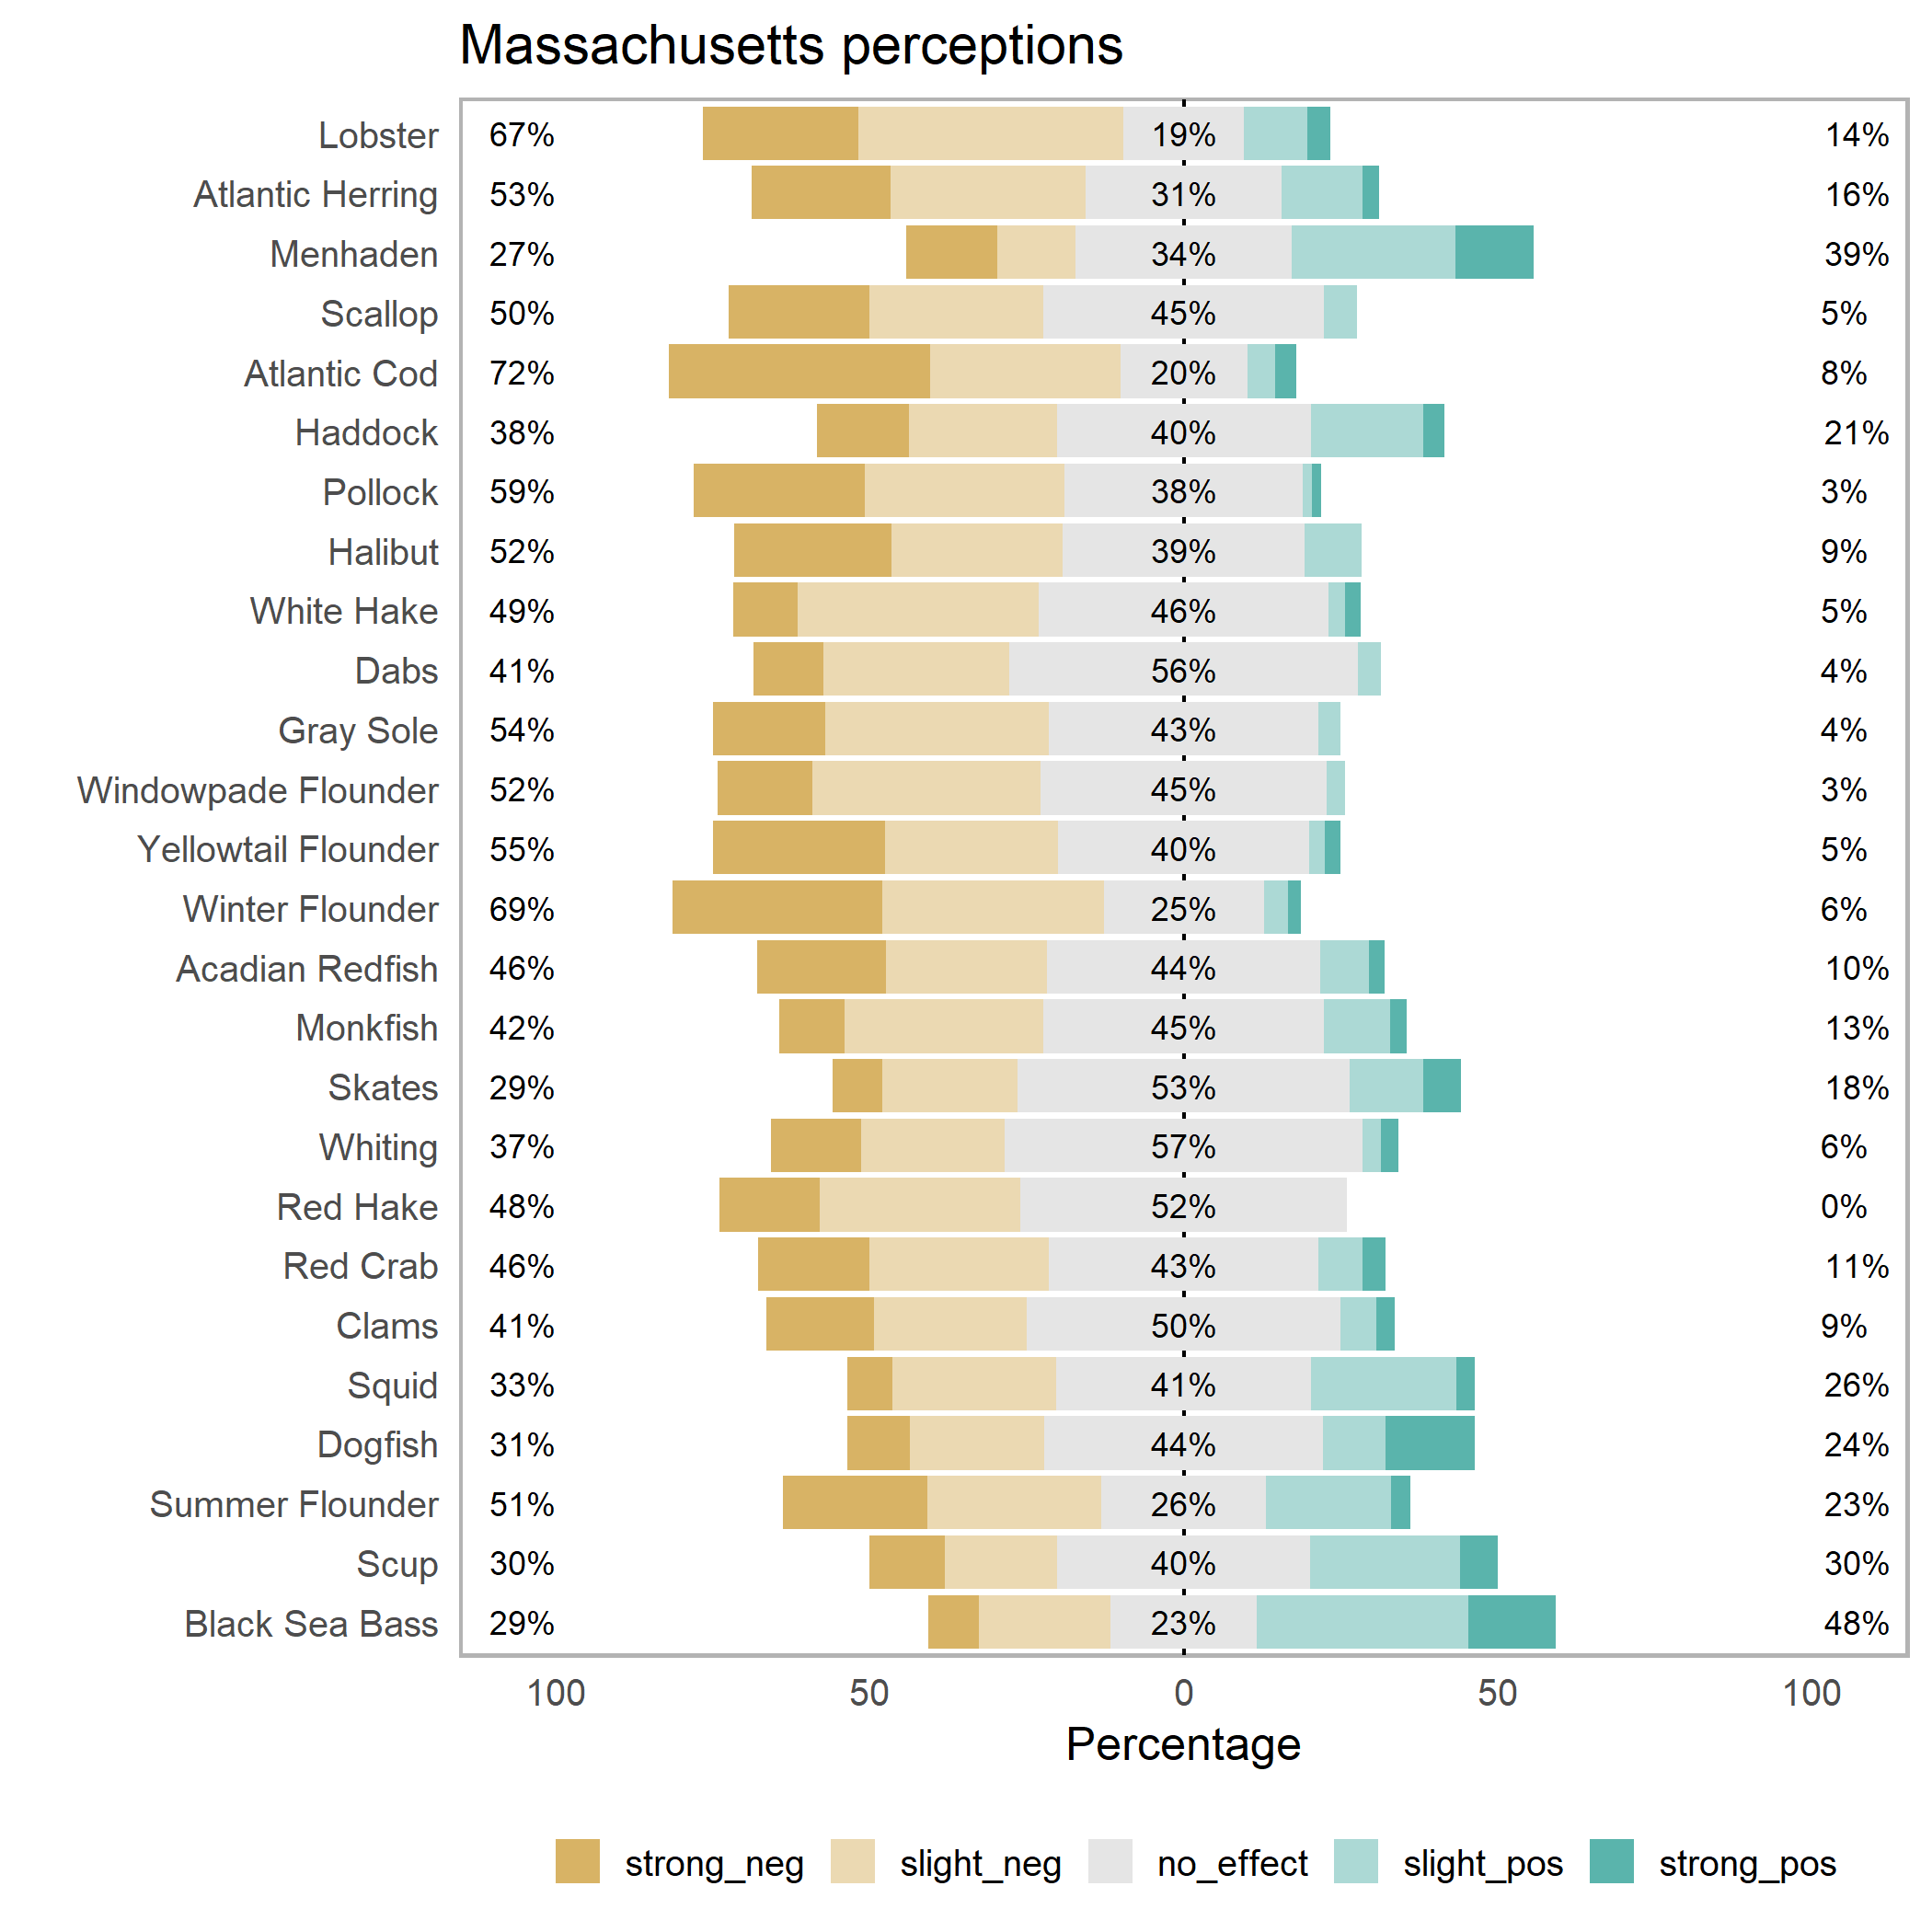 Massachusetts perceptions
Lobster 67% 19% 14%
Atlantic Herring 53% 31% 16%
Menhaden 27% 34% 39%
Scallop 50% 45% 5%
Atlantic Cod 72% 20% 8%
Haddock 38% 40% 21%
Pollock 59% 38% 3%
Halibut 52% 39% 9%
White Hake 49% 46% 5%
Dabs 41% 56% 4%
Gray Sole 54% 43% 4%
Windowpade Flounder 52% 45% 3%
Yellowtail Flounder 55% 40% 5%
Winter Flounder 69% 25% 6%
Acadian Redfish 46% 44% 10%
Monkfish 42% 45% 13%
Skates 29% 53% 18%
Whiting 37% 57% 6%
Red Hake 48% 52% 0%
Red Crab 46% 43% 11%
Clams 41% 50% 9%
Squid 33% 41% 26%
Dogfish 31% 44% 24%
Summer Flounder 51% 26% 23%
Scup 30% 40% 30%
Black Sea Bass 29% 23% 48%
100 50 0 50 100
Percentage
strong_neg slight_neg no_effect slight_pos strong_pos